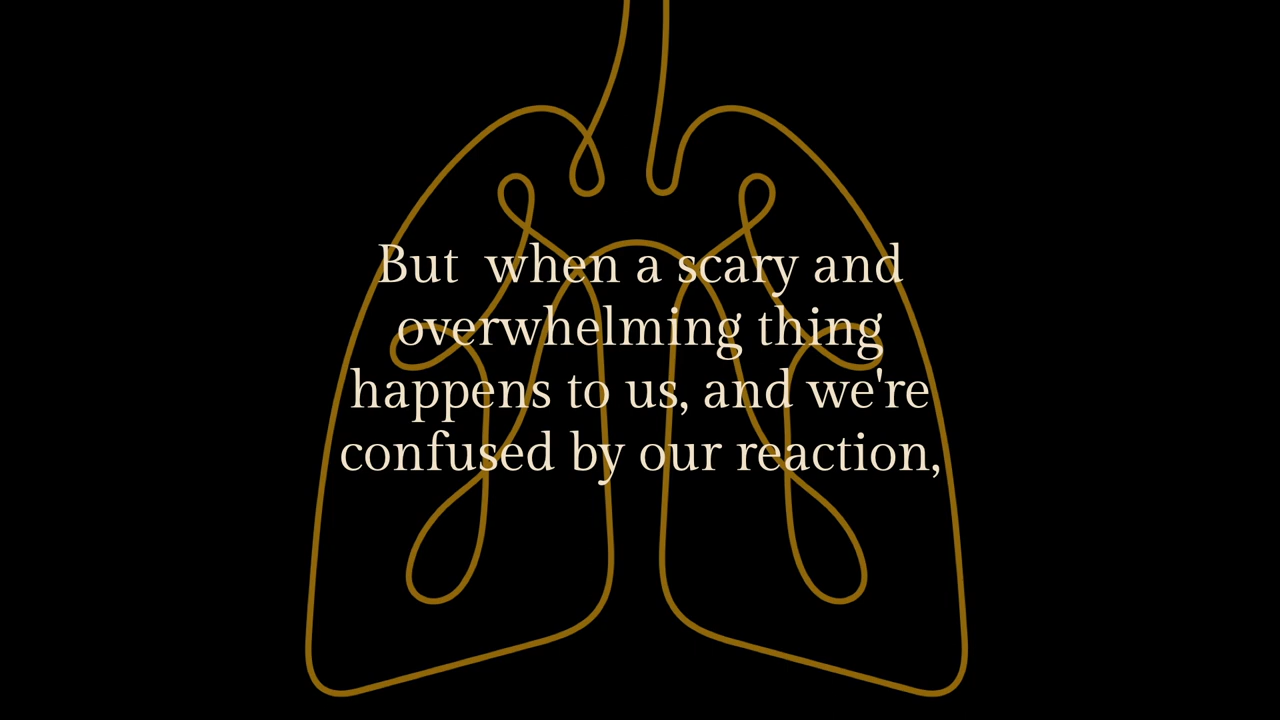 But  when a scary and
overwhelming thing
happens to us, and we're
confused by our reaction,